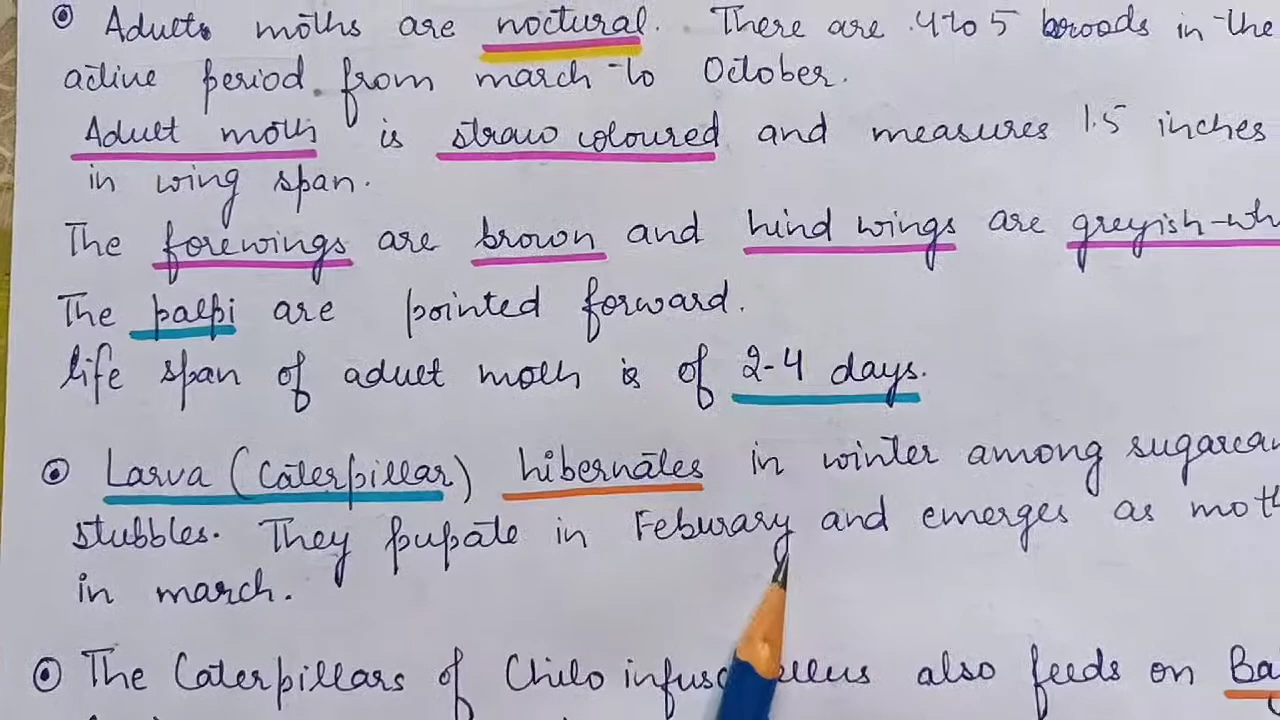 Adult moths are noctural. There are 4 to 5 broods in the
active period from march to October.
Adult moth is straw coloured and measures 1.5 inches
in wing span.
The forewings are brown and hind wings are greyish-wh
The palpi are pointed forward.
life span of adult moth is of 2-4 days.
Larva (Caterpillar) hibernates in winter among sugarcan
stubbles. They pupate in Feburary and emerges as moth
in march.
The Caterpillars of Chilo infuscatellus also feeds on Ba